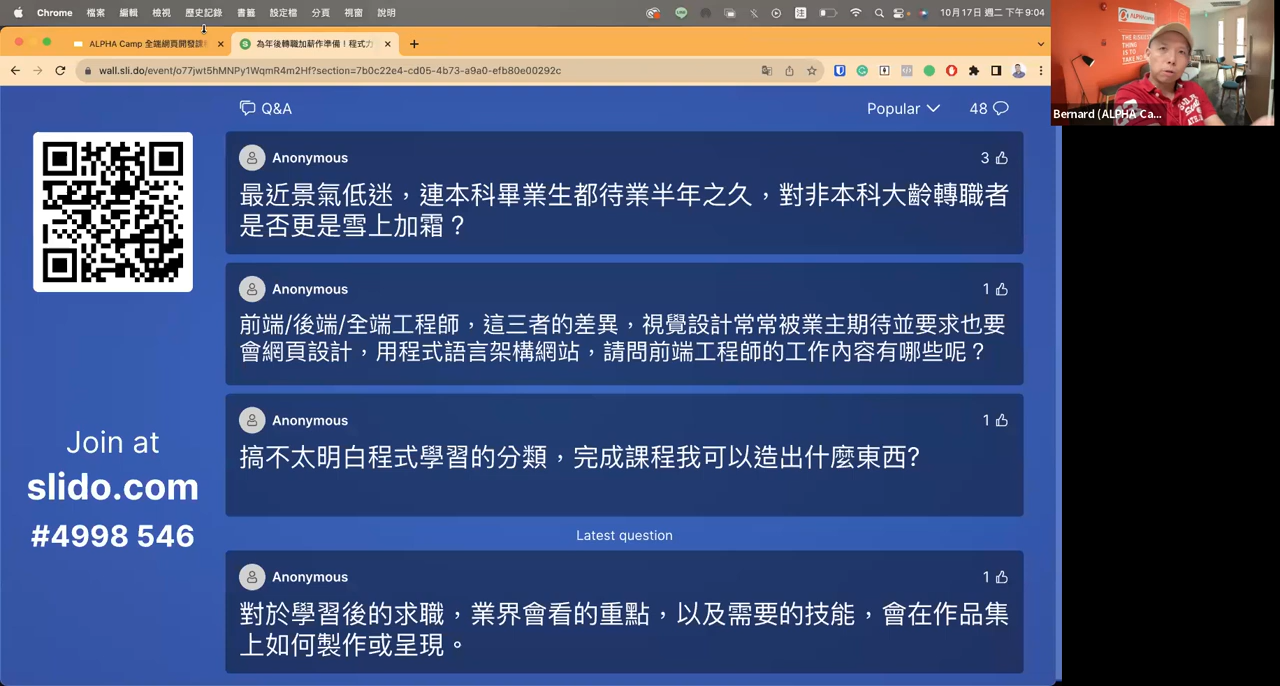 Chrome 檔案 編輯 檢視 歷史記錄 書籤 設定檔 分頁 視窗 說明 10月17日 週二 下午9:04
ALPHA Camp 全端網頁開發課 為年後轉職加薪作準備！程式力
wall.sli.do/event/o77jwt5hMNPy1WqmR4m2Hf?section=7b0c22e4-cd05-4b73-a9a0-efb80e00292c
ALPHACamp
THE RISKIEST
THING IS
TO TAKE NO
Bernard (ALPHA Ca...
Q&A Popular 48
Anonymous 3
最近景氣低迷，連本科畢業生都待業半年之久，對非本科大齡轉職者
是否更是雪上加霜？
Anonymous 1
前端/後端/全端工程師，這三者的差異，視覺設計常常被業主期待並要求也要
會網頁設計，用程式語言架構網站，請問前端工程師的工作內容有哪些呢？
Anonymous 1
搞不太明白程式學習的分類，完成課程我可以造出什麼東西?
Join at
slido.com
#4998 546
Latest question
Anonymous 1
對於學習後的求職，業界會看的重點，以及需要的技能，會在作品集
上如何製作或呈現。